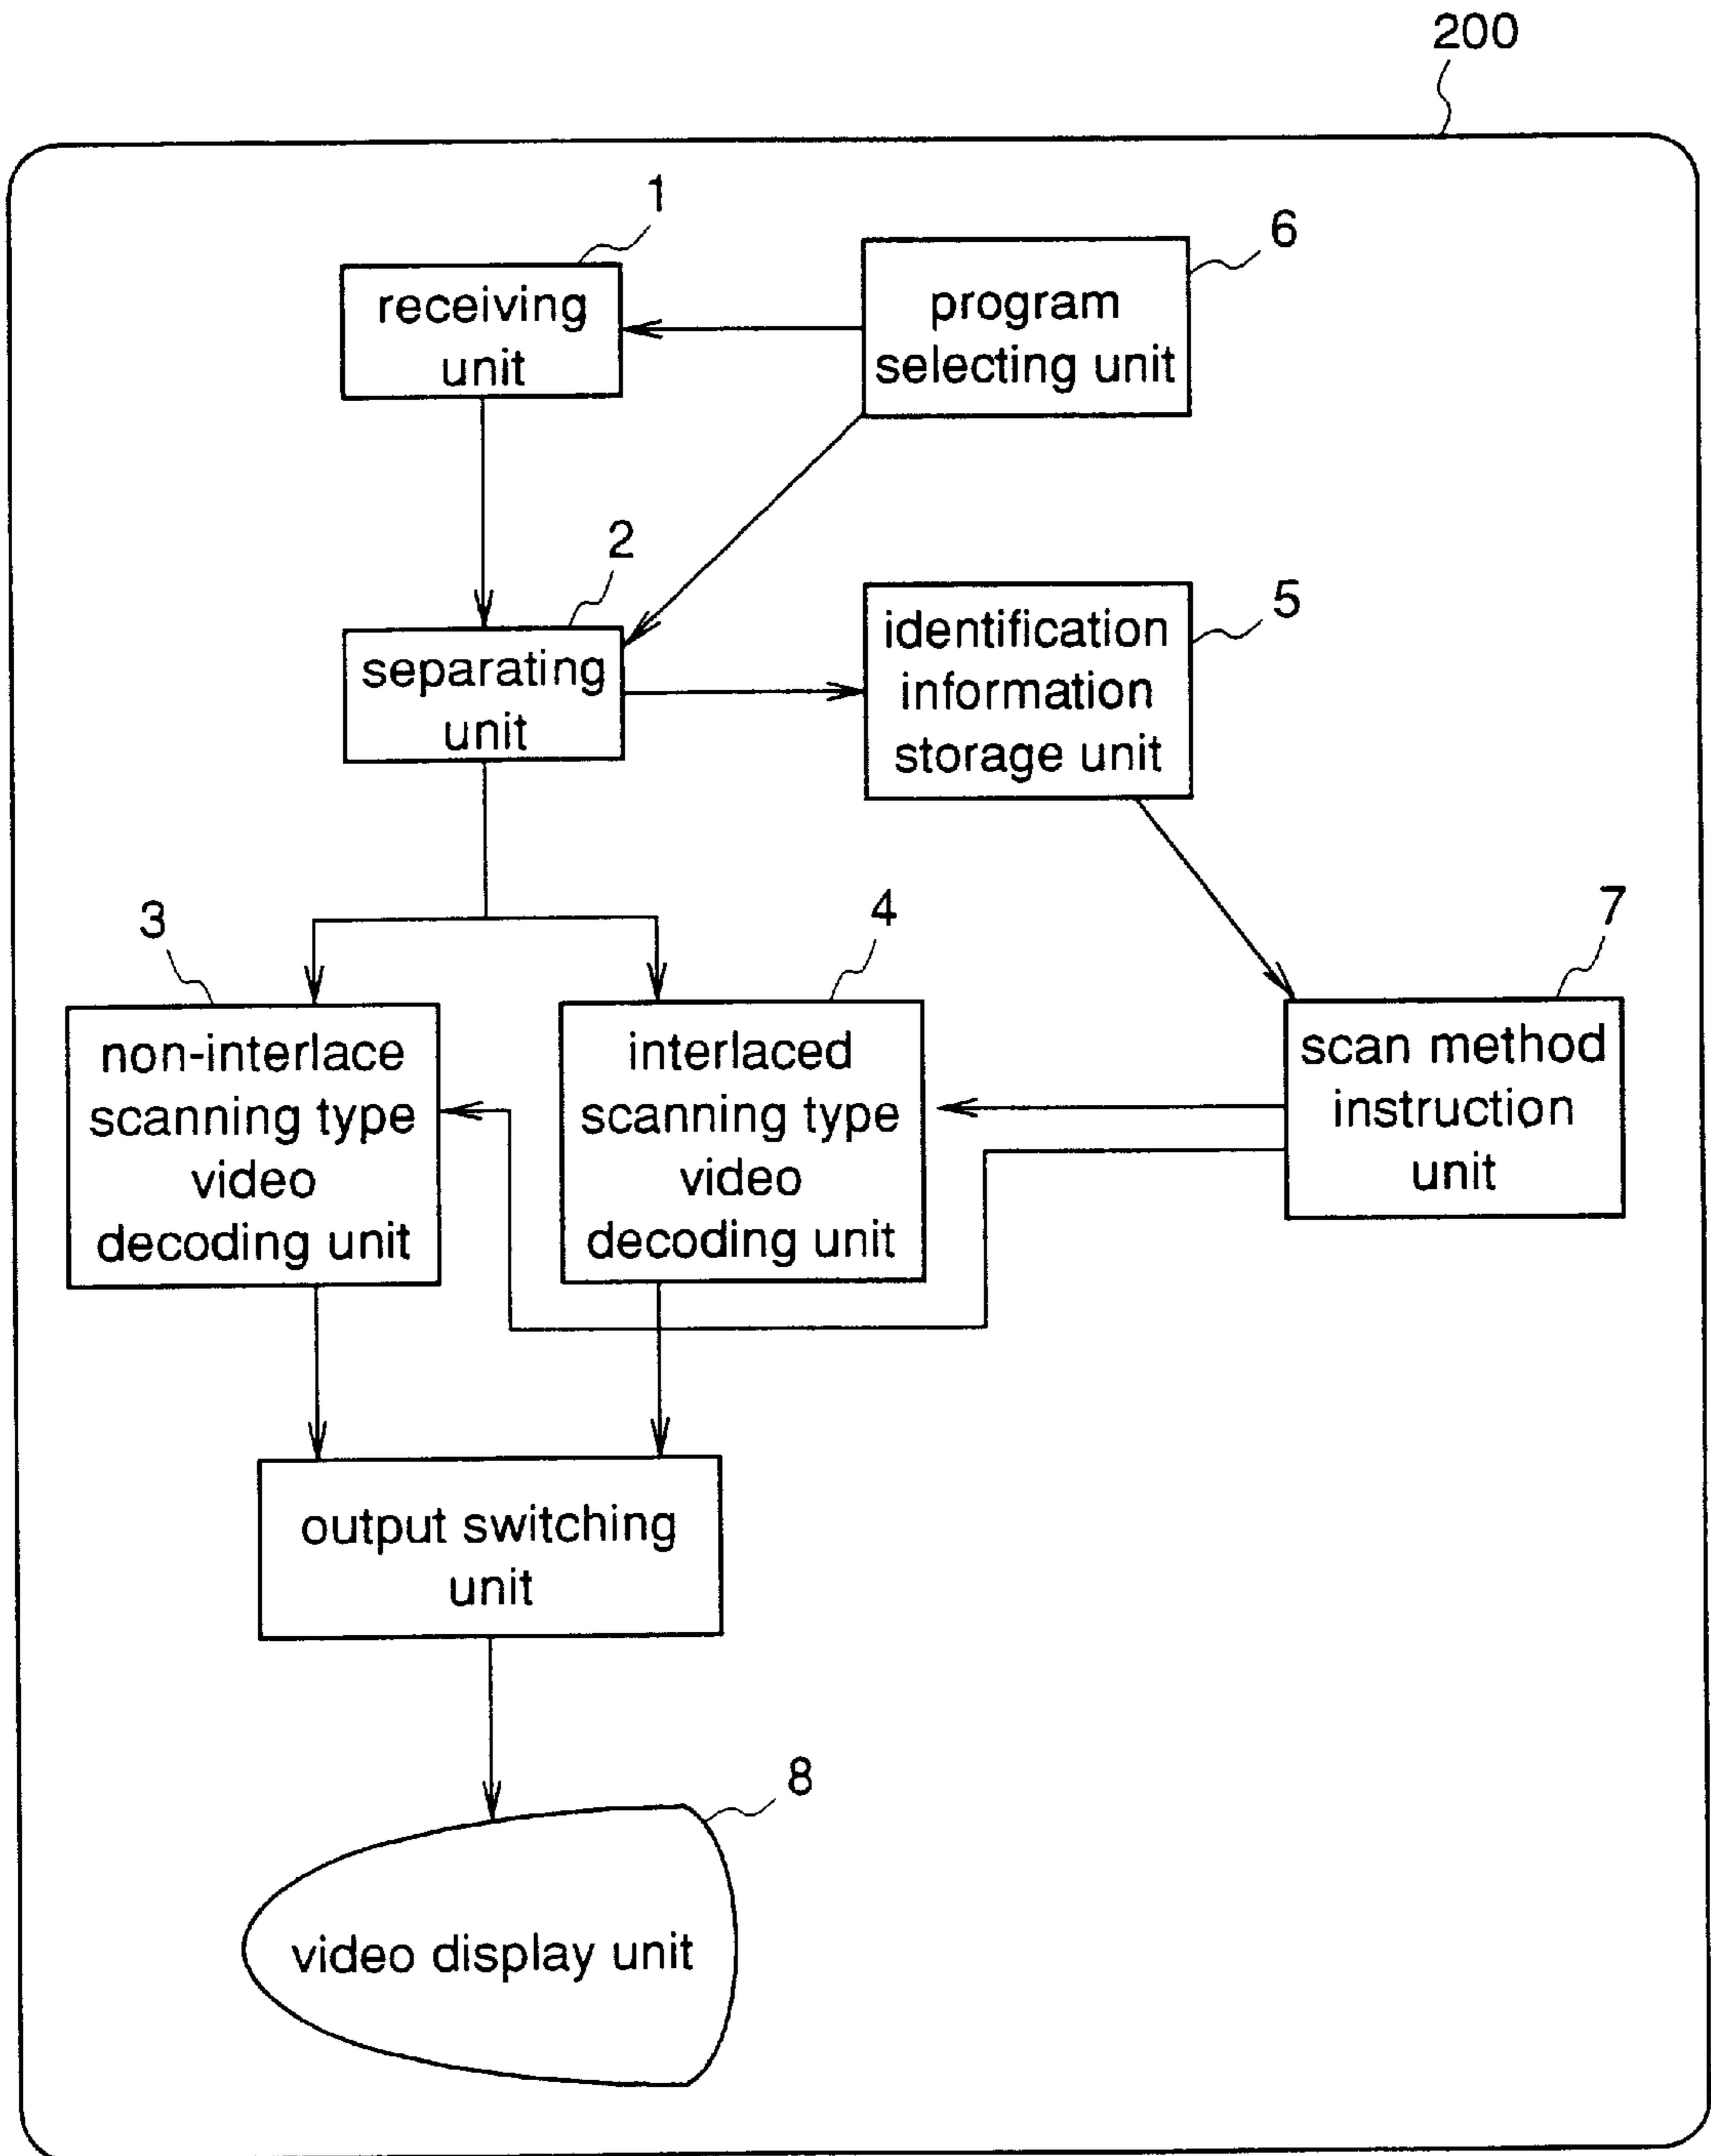 200
1
receiving
unit
6
program
selecting unit
2
separating
unit
5
identification
information
storage unit
3
non-interlace
scanning type
video
decoding unit
4
interlaced
scanning type
video
decoding unit
7
scan method
instruction
unit
output switching
unit
8
video display unit